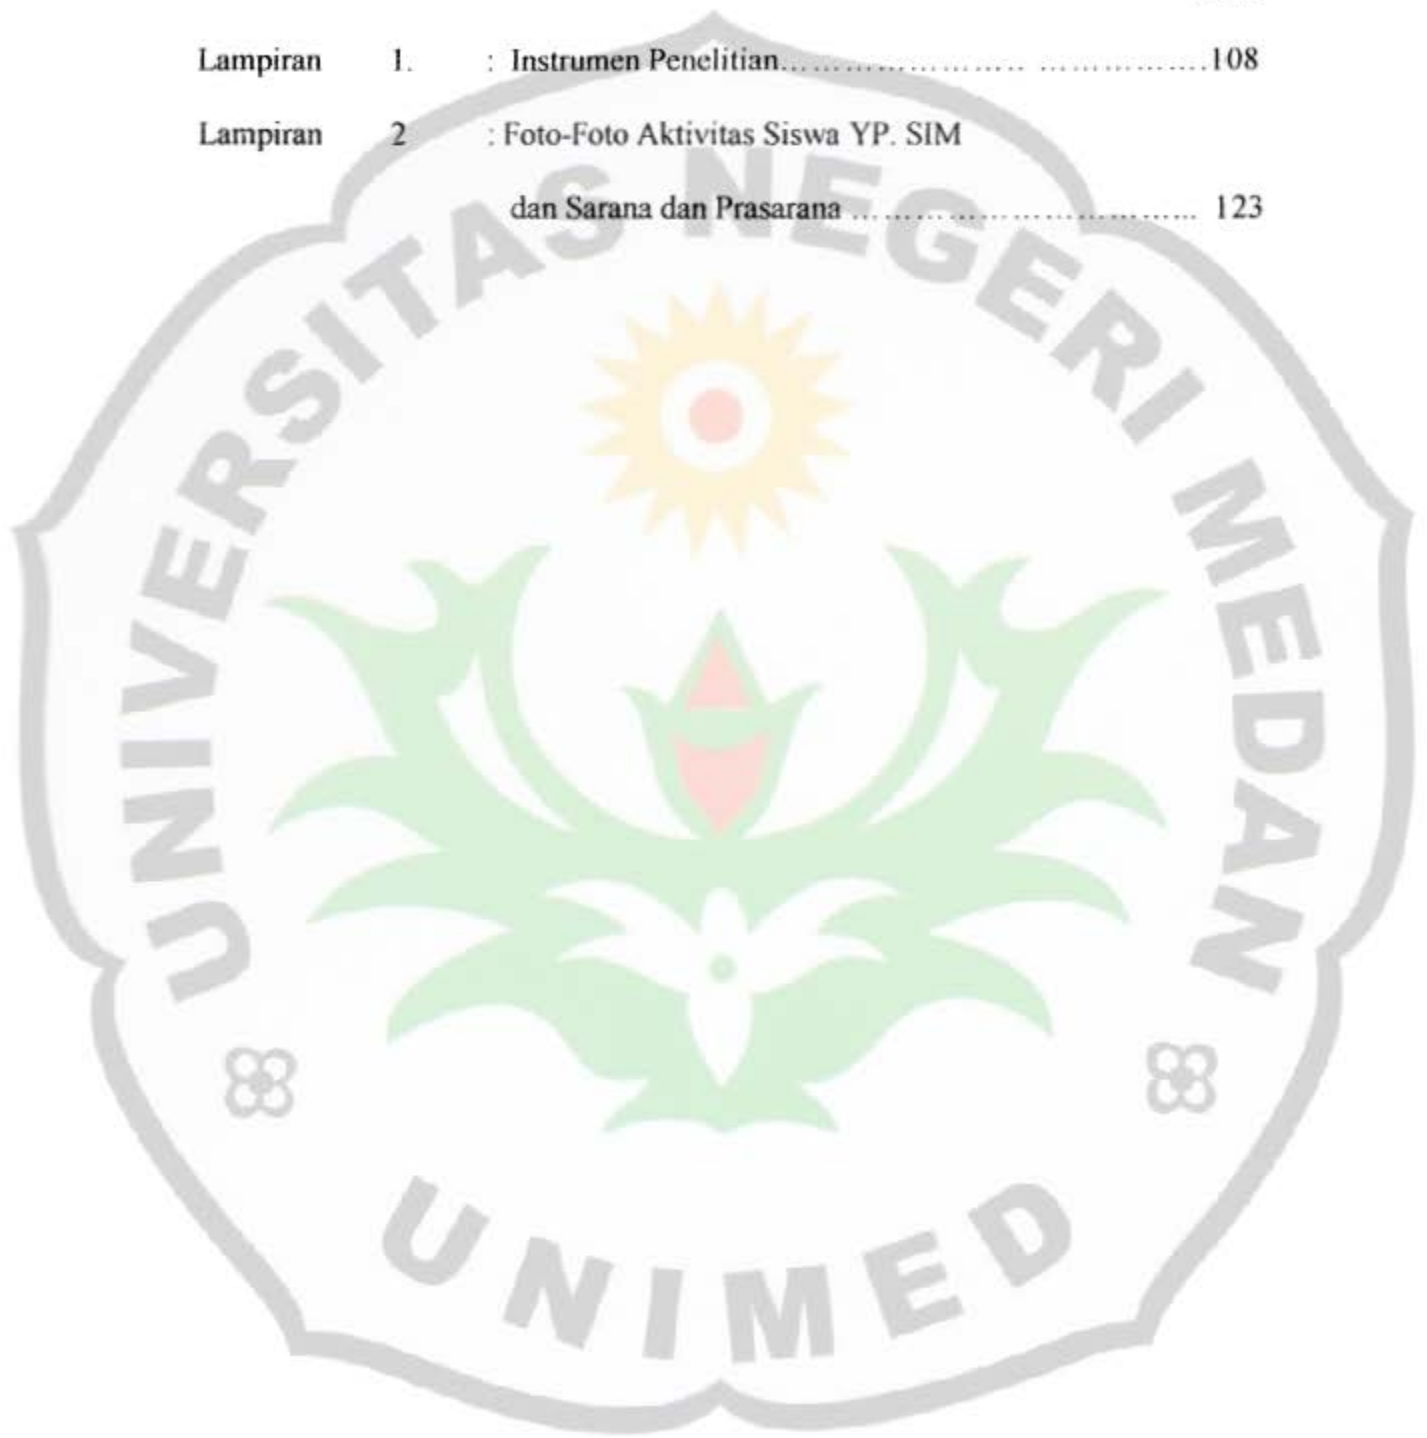 Lampiran 1. : Instrumen Penelitian........................ ................108
Lampiran 2 : Foto-Foto Aktivitas Siswa YP. SIM
dan Sarana dan Prasarana .................................. 123
UNIVERSITAS NEGERI MEDAN
UNIMED